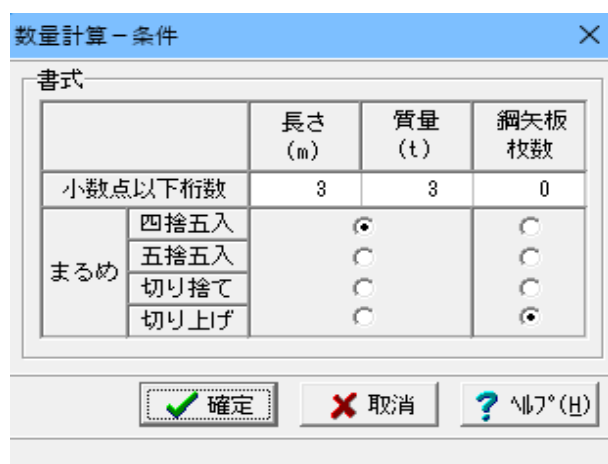 数量計算－条件
書式
長さ 質量 鋼矢板
(m) (t) 枚数
小数点以下桁数 3 3 0
まるめ
四捨五入
五捨五入
切り捨て
切り上げ
確定 取消 ﾍﾙﾌﾟ(H)